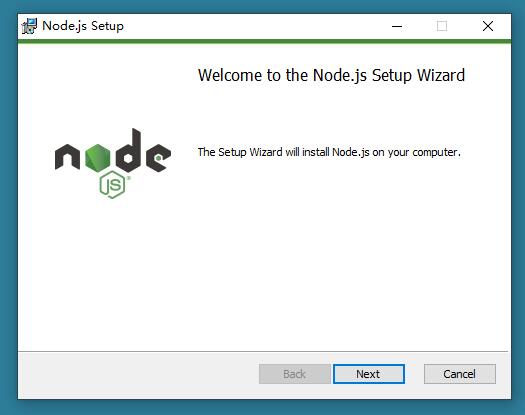 Node.js Setup
Welcome to the Node.js Setup Wizard
node
JS®
The Setup Wizard will install Node.js on your computer.
Back
Next
Cancel